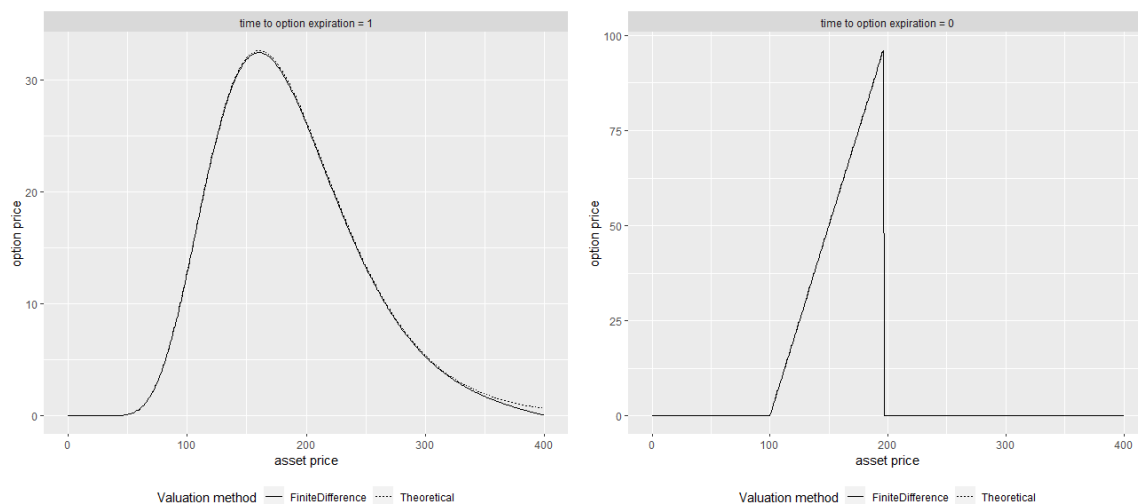 time to option expiration = 1
option price
30
20
10
0
0 100 200 300 400
asset price
Valuation method FiniteDifference Theoretical
time to option expiration = 0
option price
100
75
50
25
0
0 100 200 300 400
asset price
Valuation method FiniteDifference Theoretical